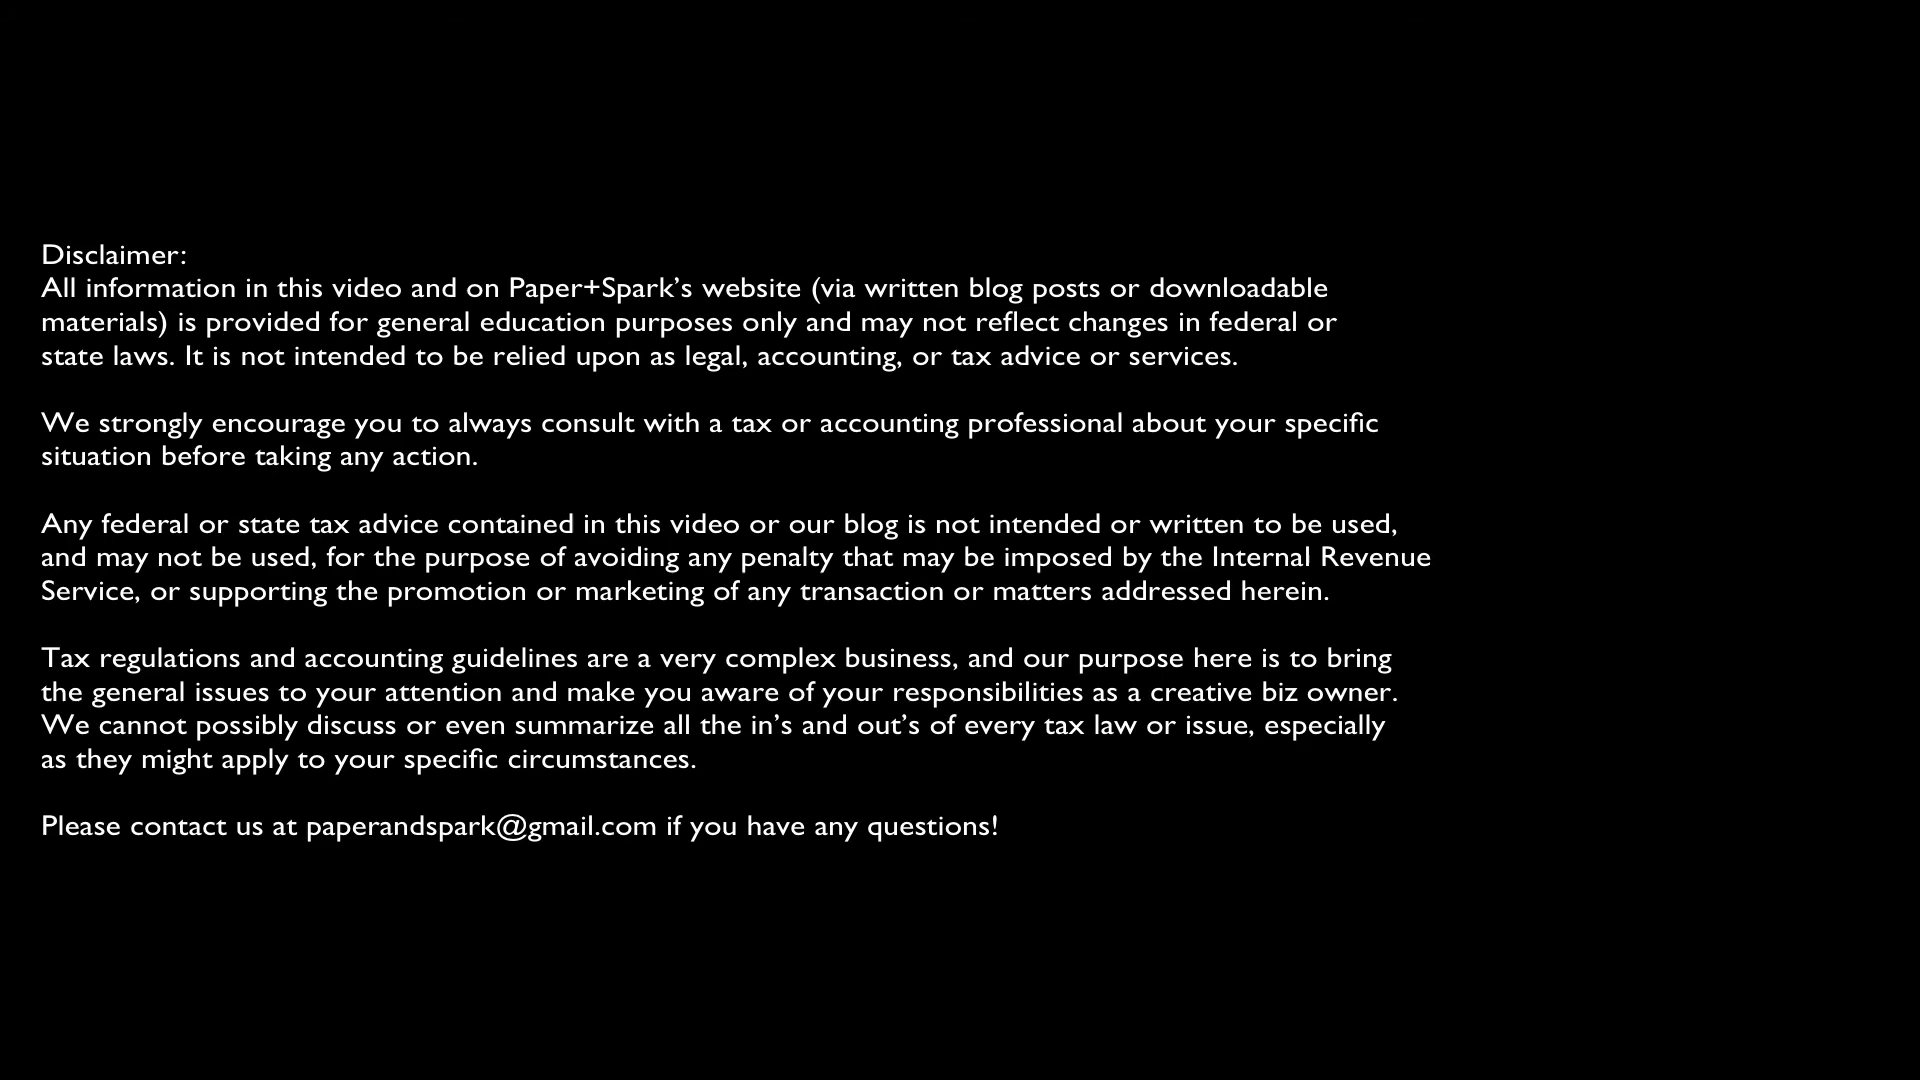 Disclaimer:
All information in this video and on Paper+Spark’s website (via written blog posts or downloadable
materials) is provided for general education purposes only and may not reflect changes in federal or
state laws. It is not intended to be relied upon as legal, accounting, or tax advice or services.
We strongly encourage you to always consult with a tax or accounting professional about your specific
situation before taking any action.
Any federal or state tax advice contained in this video or our blog is not intended or written to be used,
and may not be used, for the purpose of avoiding any penalty that may be imposed by the Internal Revenue
Service, or supporting the promotion or marketing of any transaction or matters addressed herein.
Tax regulations and accounting guidelines are a very complex business, and our purpose here is to bring
the general issues to your attention and make you aware of your responsibilities as a creative biz owner.
We cannot possibly discuss or even summarize all the in’s and out’s of every tax law or issue, especially
as they might apply to your specific circumstances.
Please contact us at paperandspark@gmail.com if you have any questions!